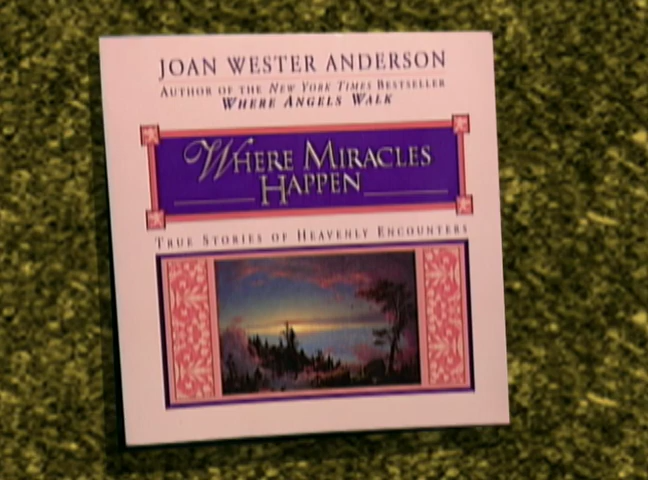 JOAN WESTER ANDERSON
AUTHOR OF THE NEW YORK TIMES BESTSELLER
WHERE ANGELS WALK
WHERE MIRACLES
HAPPEN
TRUE STORIES OF HEAVENLY ENCOUNTERS